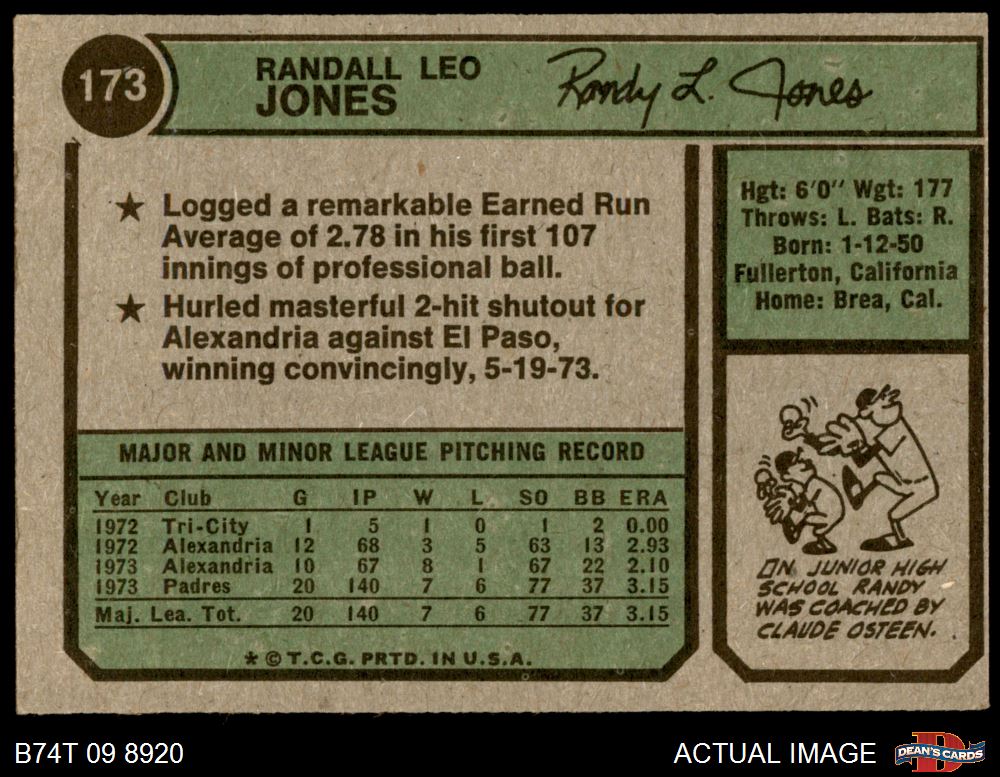 173
RANDALL LEO
JONES
Randy L. Jones
★ Logged a remarkable Earned Run
Average of 2.78 in his first 107
innings of professional ball.
★ Hurled masterful 2-hit shutout for
Alexandria against El Paso,
winning convincingly, 5-19-73.
MAJOR AND MINOR LEAGUE PITCHING RECORD
Year Club G IP W L SO BB ERA
1972 Tri-City 1 5 1 0 1 2 0.00
1972 Alexandria 12 68 3 5 63 13 2.93
1973 Alexandria 10 67 8 1 67 22 2.10
1973 Padres 20 140 7 6 77 37 3.15
Maj. Lea. Tot. 20 140 7 6 77 37 3.15
* © T.C.G. PRTD. IN U.S.A.
Hgt: 6'0" Wgt: 177
Throws: L. Bats: R.
Born: 1-12-50
Fullerton, California
Home: Brea, Cal.
IN JUNIOR HIGH
SCHOOL RANDY
WAS COACHED BY
CLAUDE OSTEEN.
B74T 09 8920
ACTUAL IMAGE
D
DEAN'S CARDS